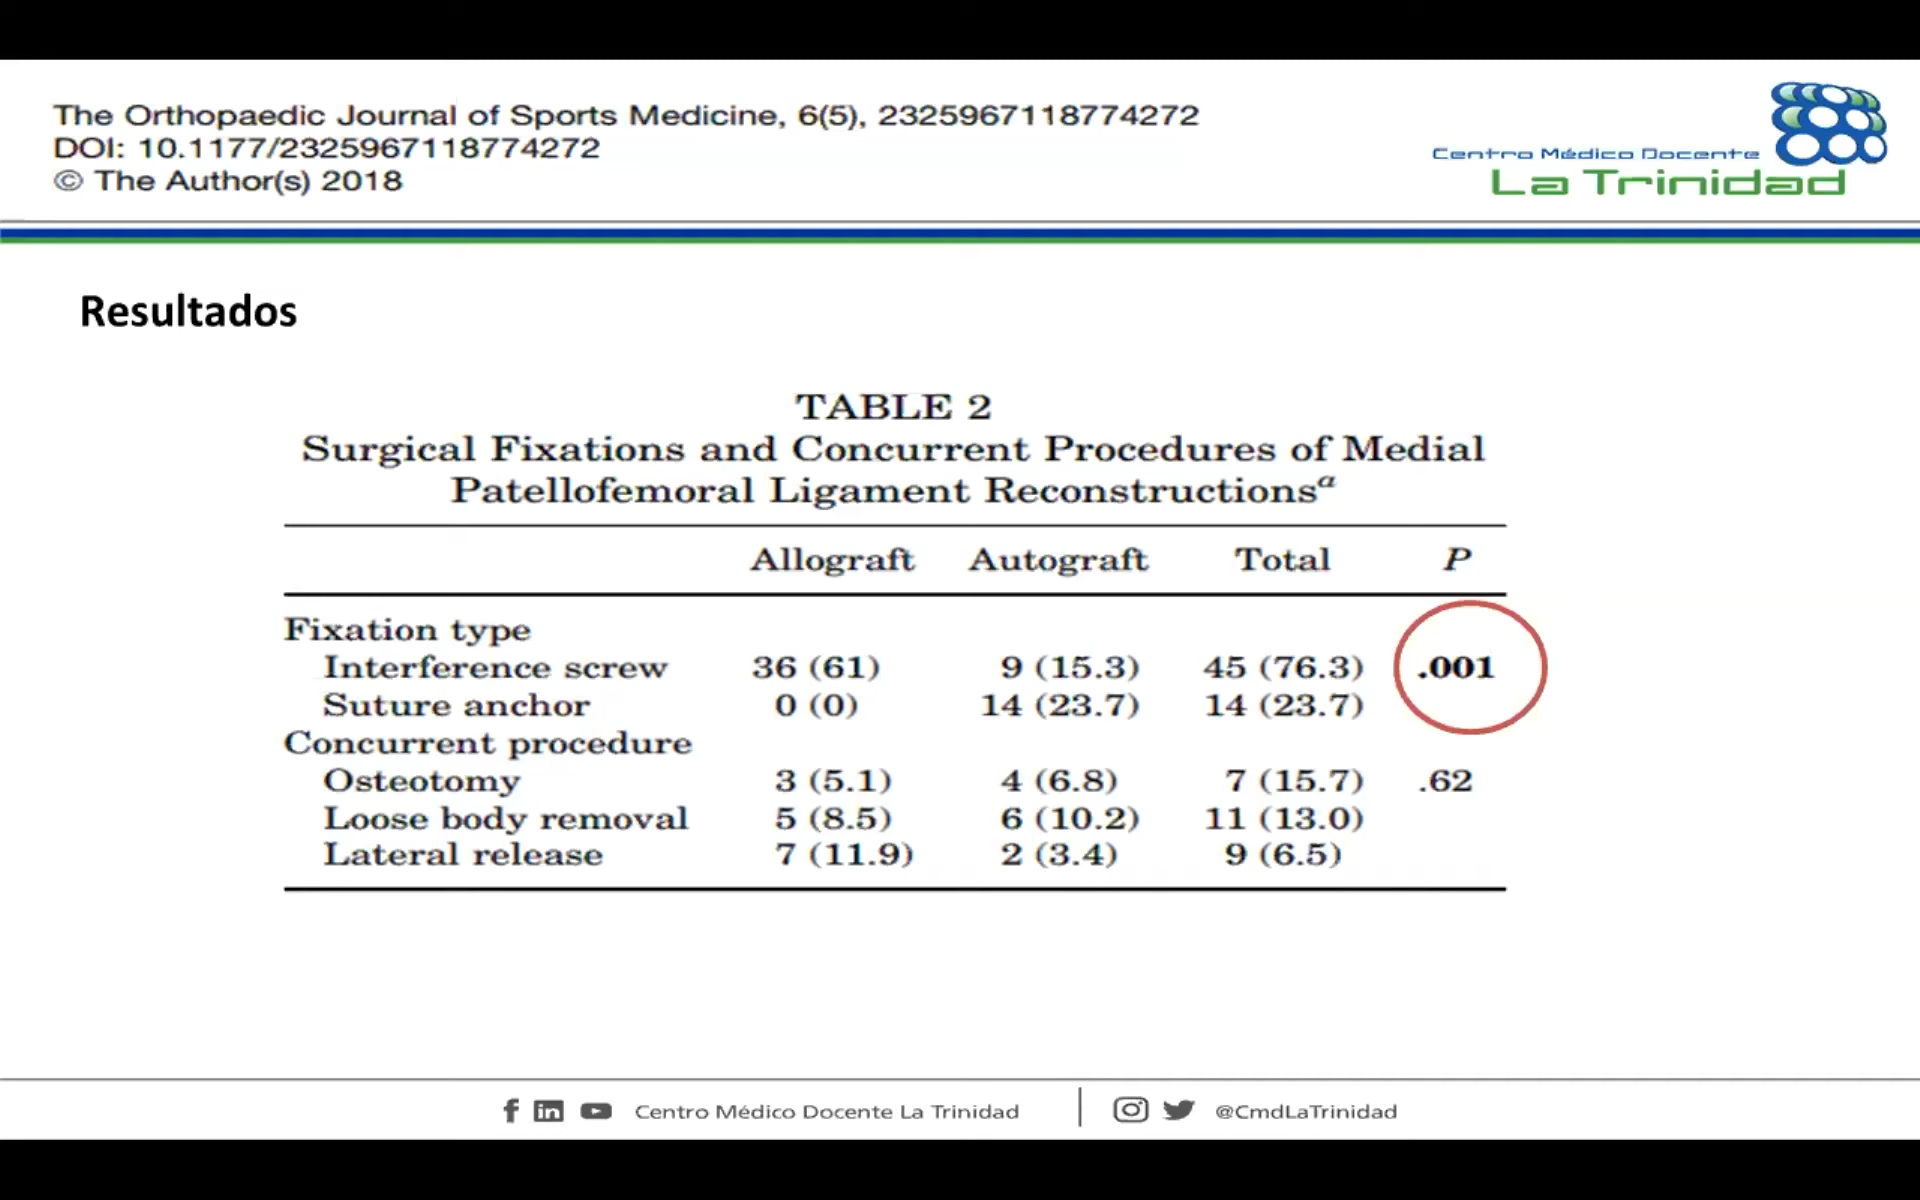 The Orthopaedic Journal of Sports Medicine, 6(5), 2325967118774272
DOI: 10.1177/2325967118774272
© The Author(s) 2018
Centro Médico Docente
La Trinidad
Resultados
TABLE 2
Surgical Fixations and Concurrent Procedures of Medial
Patellofemoral Ligament Reconstructionsa
Allograft Autograft Total P
Fixation type
Interference screw 36 (61) 9 (15.3) 45 (76.3) .001
Suture anchor 0 (0) 14 (23.7) 14 (23.7)
Concurrent procedure
Osteotomy 3 (5.1) 4 (6.8) 7 (15.7) .62
Loose body removal 5 (8.5) 6 (10.2) 11 (13.0)
Lateral release 7 (11.9) 2 (3.4) 9 (6.5)
Centro Médico Docente La Trinidad @CmdLaTrinidad